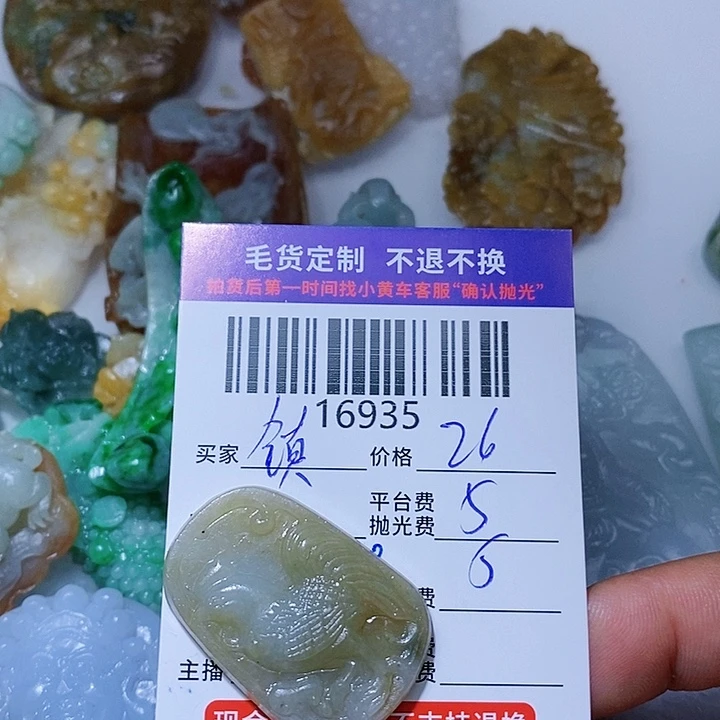 毛货定制 不退不换
拍货后第一时间找小黄车客服“确认抛光”
16935
买家 镇 价格 26
平台费
抛光费 5
费 5
主播 费